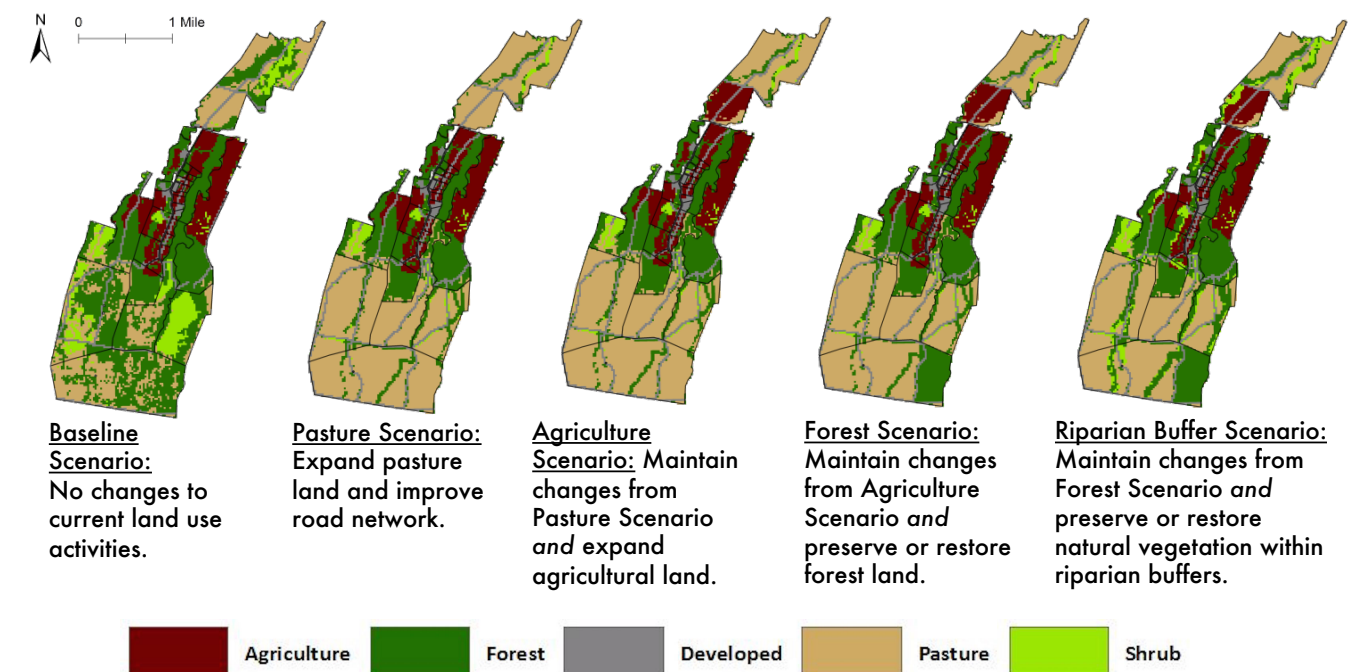 N
0 1 Mile
Baseline
Scenario:
No changes to
current land use
activities.
Pasture Scenario:
Expand pasture
land and improve
road network.
Agriculture
Scenario: Maintain
changes from
Pasture Scenario
and expand
agricultural land.
Forest Scenario:
Maintain changes
from Agriculture
Scenario and
preserve or restore
forest land.
Riparian Buffer Scenario:
Maintain changes from
Forest Scenario and
preserve or restore
natural vegetation within
riparian buffers.
Agriculture Forest Developed Pasture Shrub